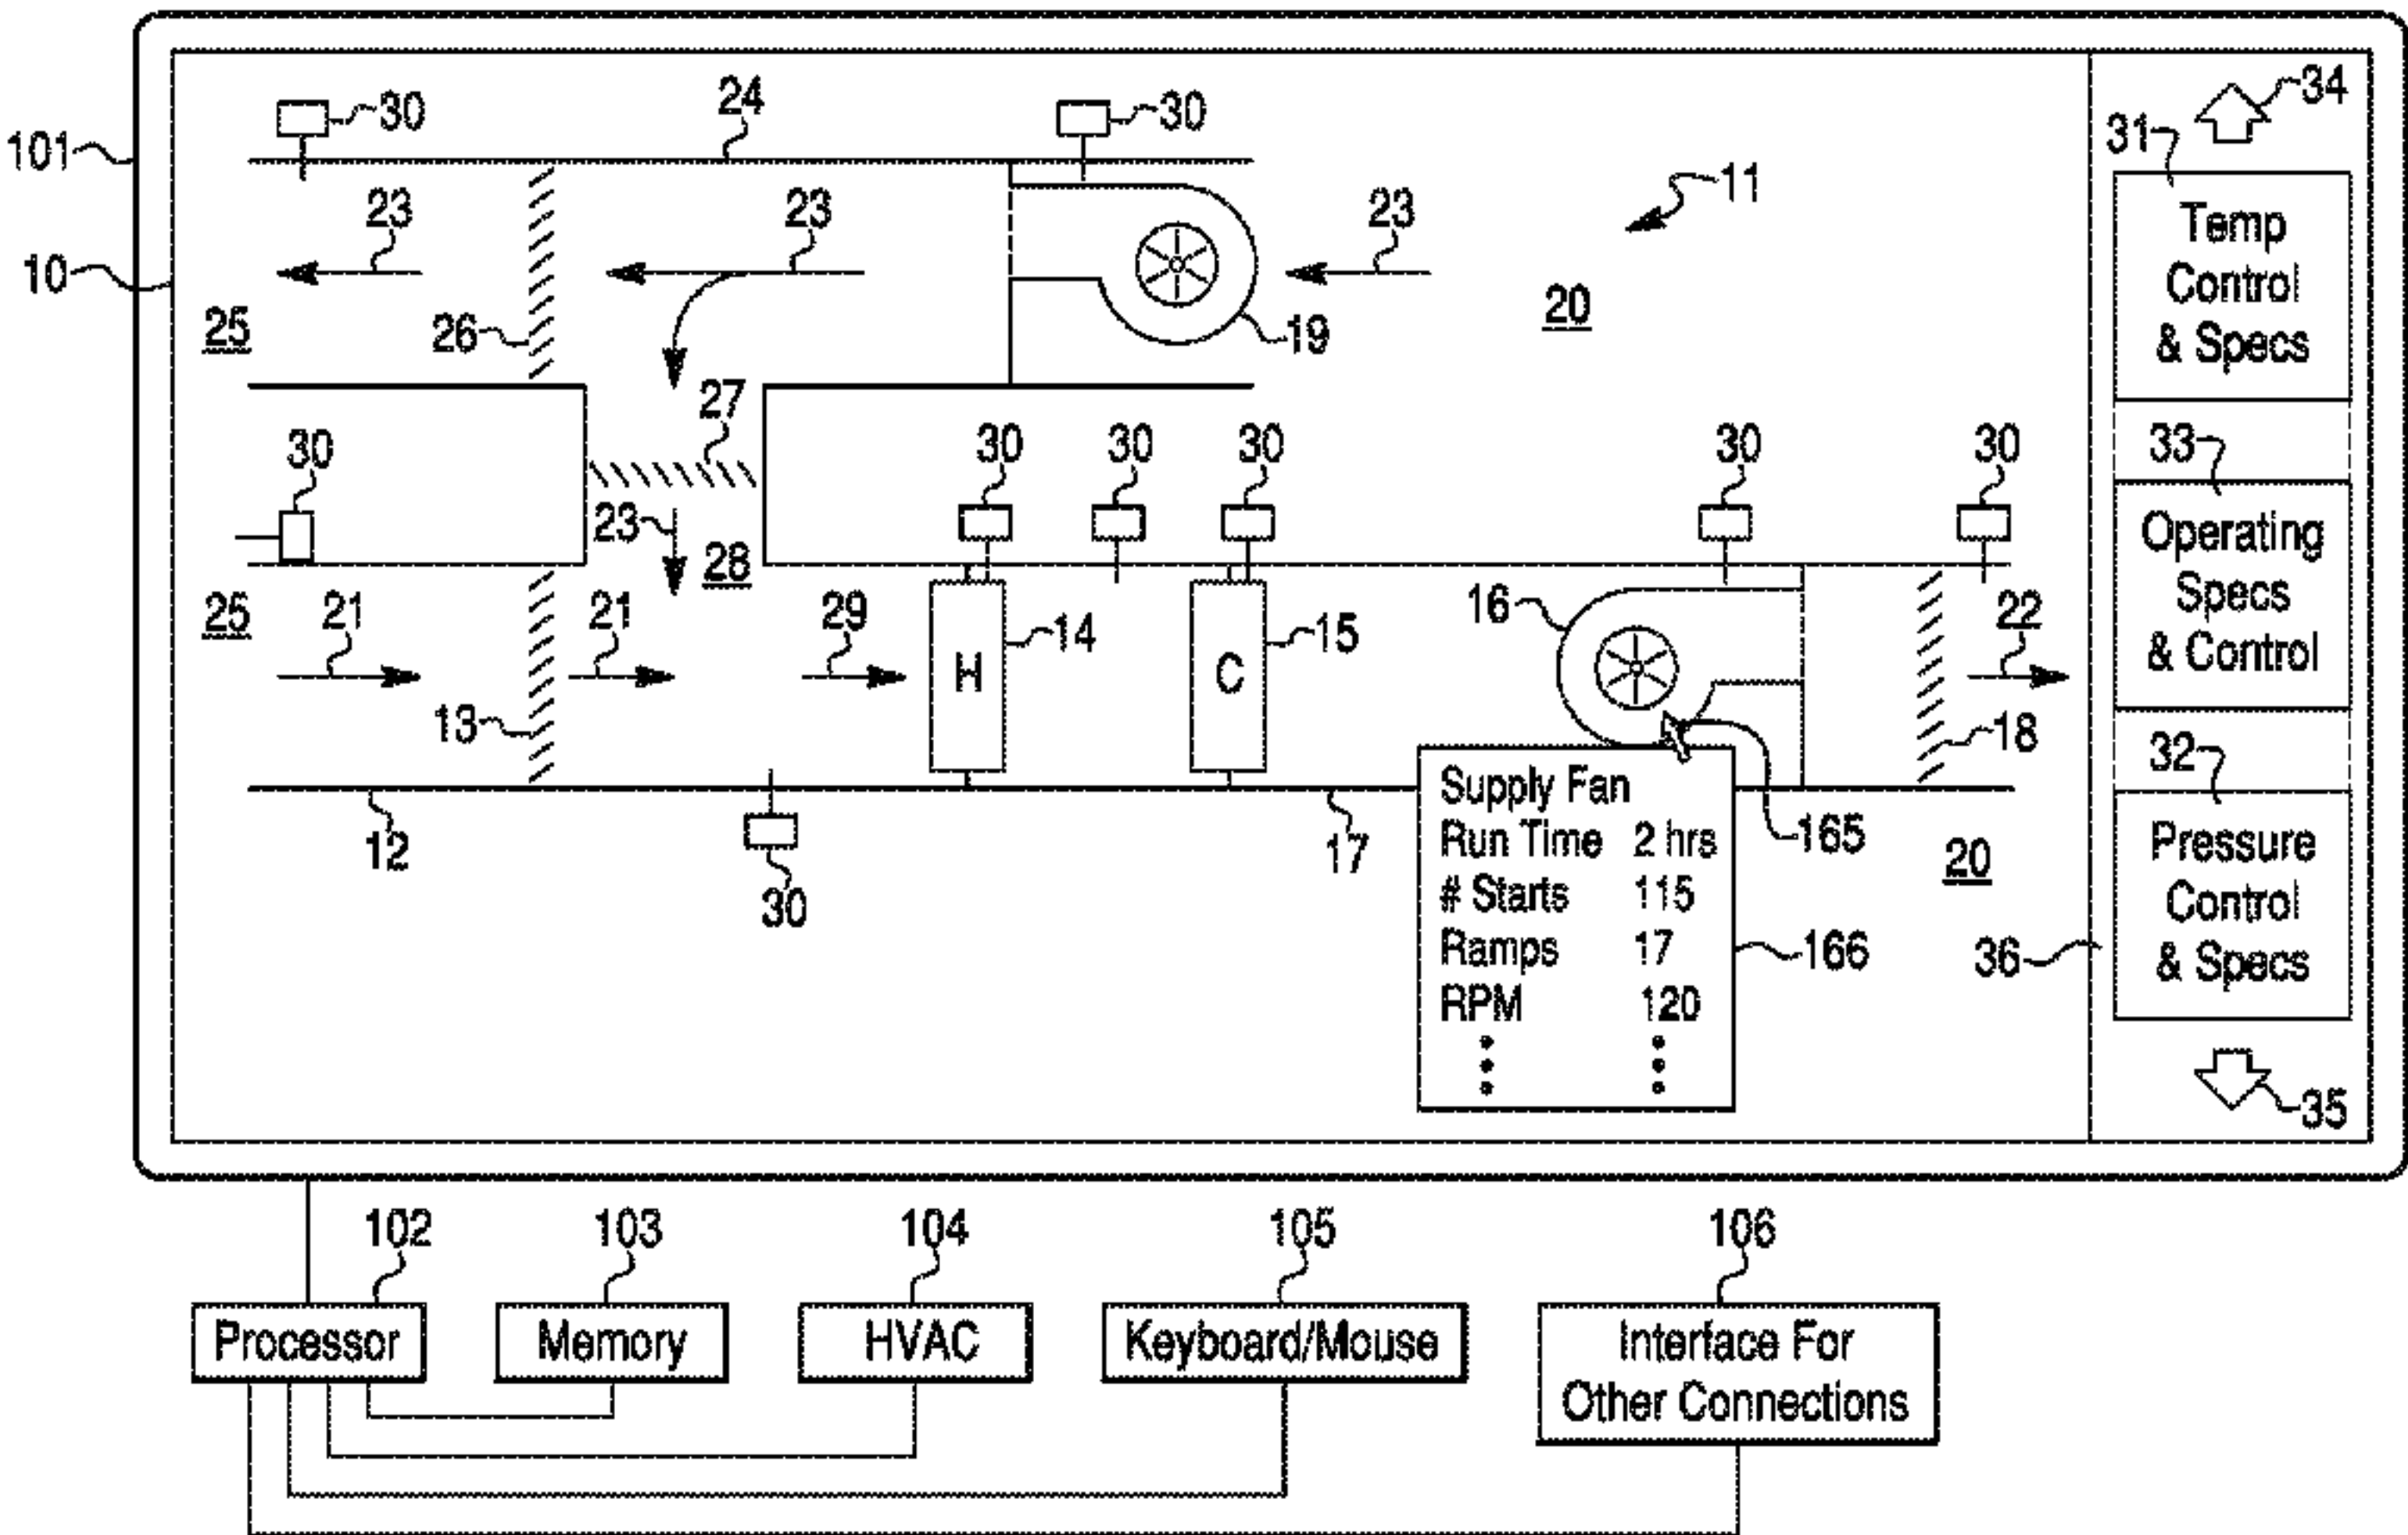 30
24
30
34
101
31
11
23
23
23
Temp
Control
& Specs
10
20
25
26
19
27
30
30
30
30
30
30
33
23
28
Operating
Specs
& Control
25
21
21
29
14
15
16
22
H
C
13
18
32
12
30
17
165
20
Supply Fan
Run Time 2 hrs
# Starts 115
Ramps 17
RPM 120
166
36
Pressure
Control
& Specs
35
102
103
104
105
106
Processor
Memory
HVAC
Keyboard/Mouse
Interface For
Other Connections